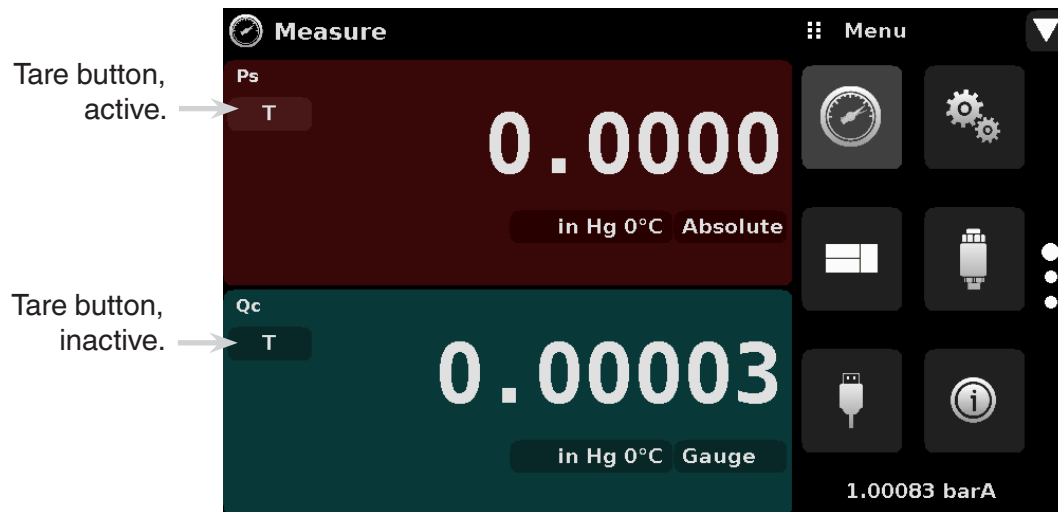 Measure
Menu
Tare button,
active.
Ps
T
0.0000
in Hg 0°C Absolute
Tare button,
inactive.
Qc
T
0.00003
in Hg 0°C Gauge
1.00083 barA